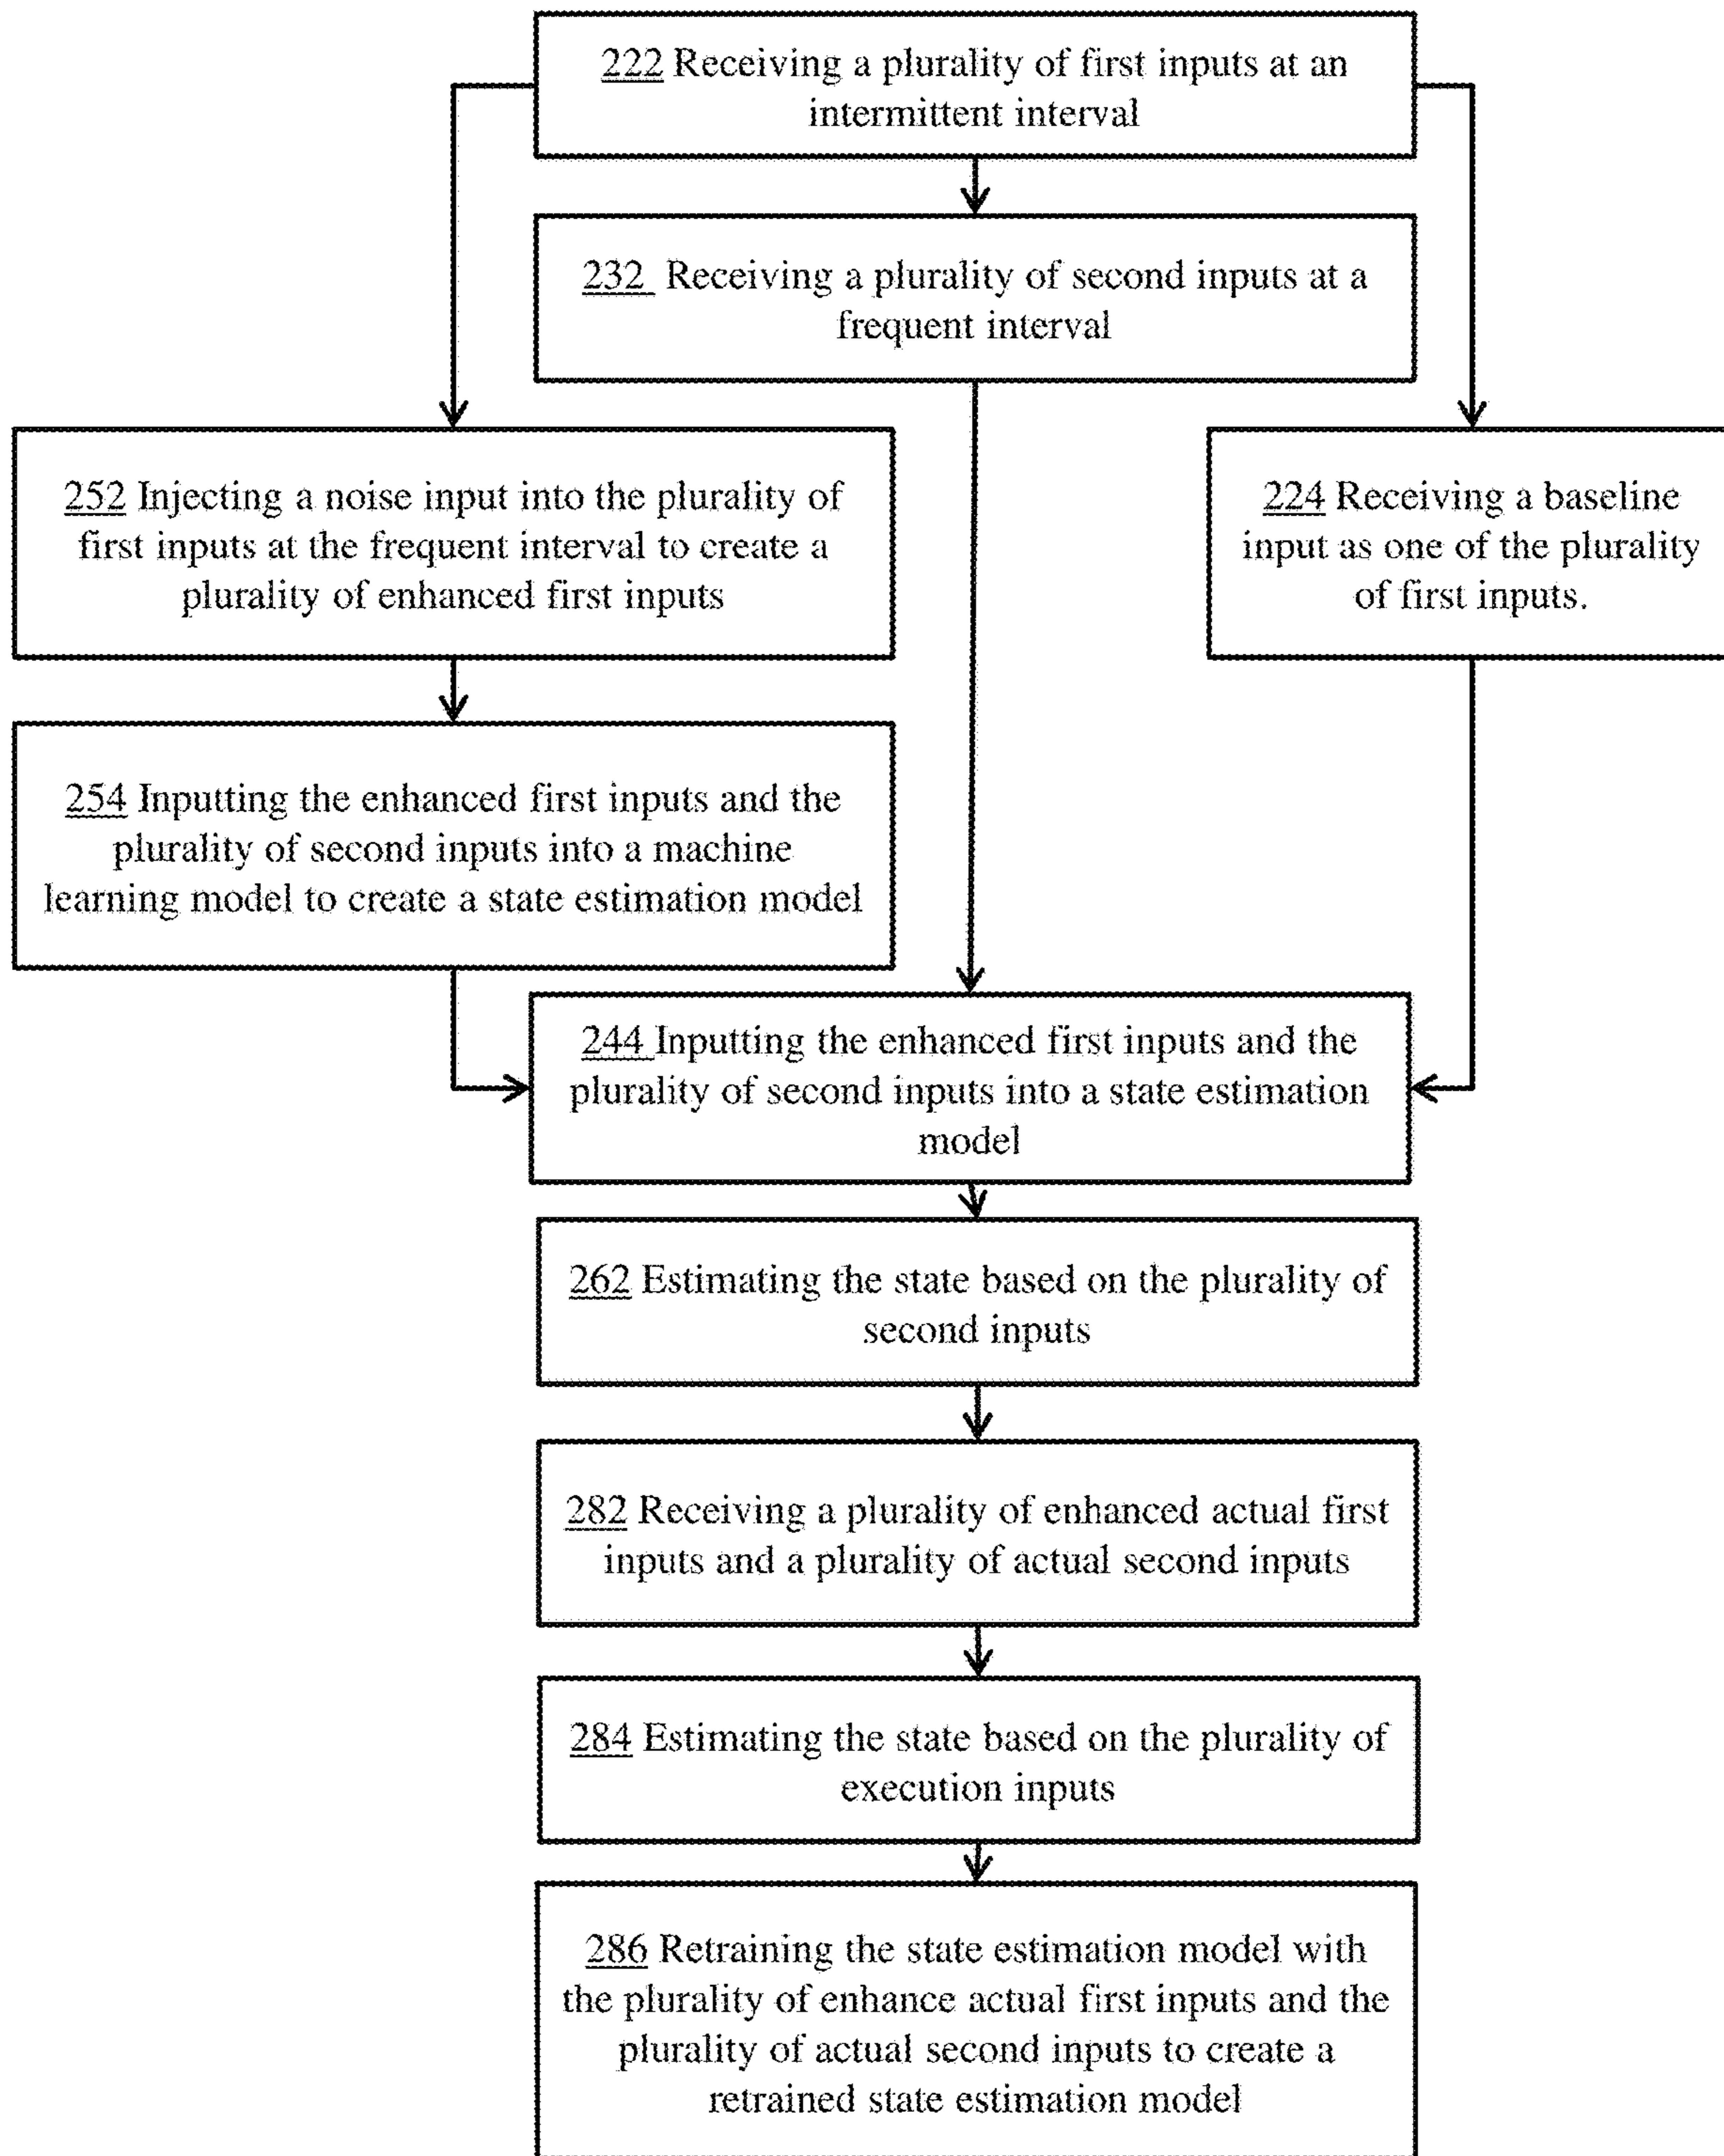 222 Receiving a plurality of first inputs at an
intermittent interval
232 Receiving a plurality of second inputs at a
frequent interval
252 Injecting a noise input into the plurality of
first inputs at the frequent interval to create a
plurality of enhanced first inputs
224 Receiving a baseline
input as one of the plurality
of first inputs.
254 Inputting the enhanced first inputs and the
plurality of second inputs into a machine
learning model to create a state estimation model
244 Inputting the enhanced first inputs and the
plurality of second inputs into a state estimation
model
262 Estimating the state based on the plurality of
second inputs
282 Receiving a plurality of enhanced actual first
inputs and a plurality of actual second inputs
284 Estimating the state based on the plurality of
execution inputs
286 Retraining the state estimation model with
the plurality of enhance actual first inputs and the
plurality of actual second inputs to create a
retrained state estimation model